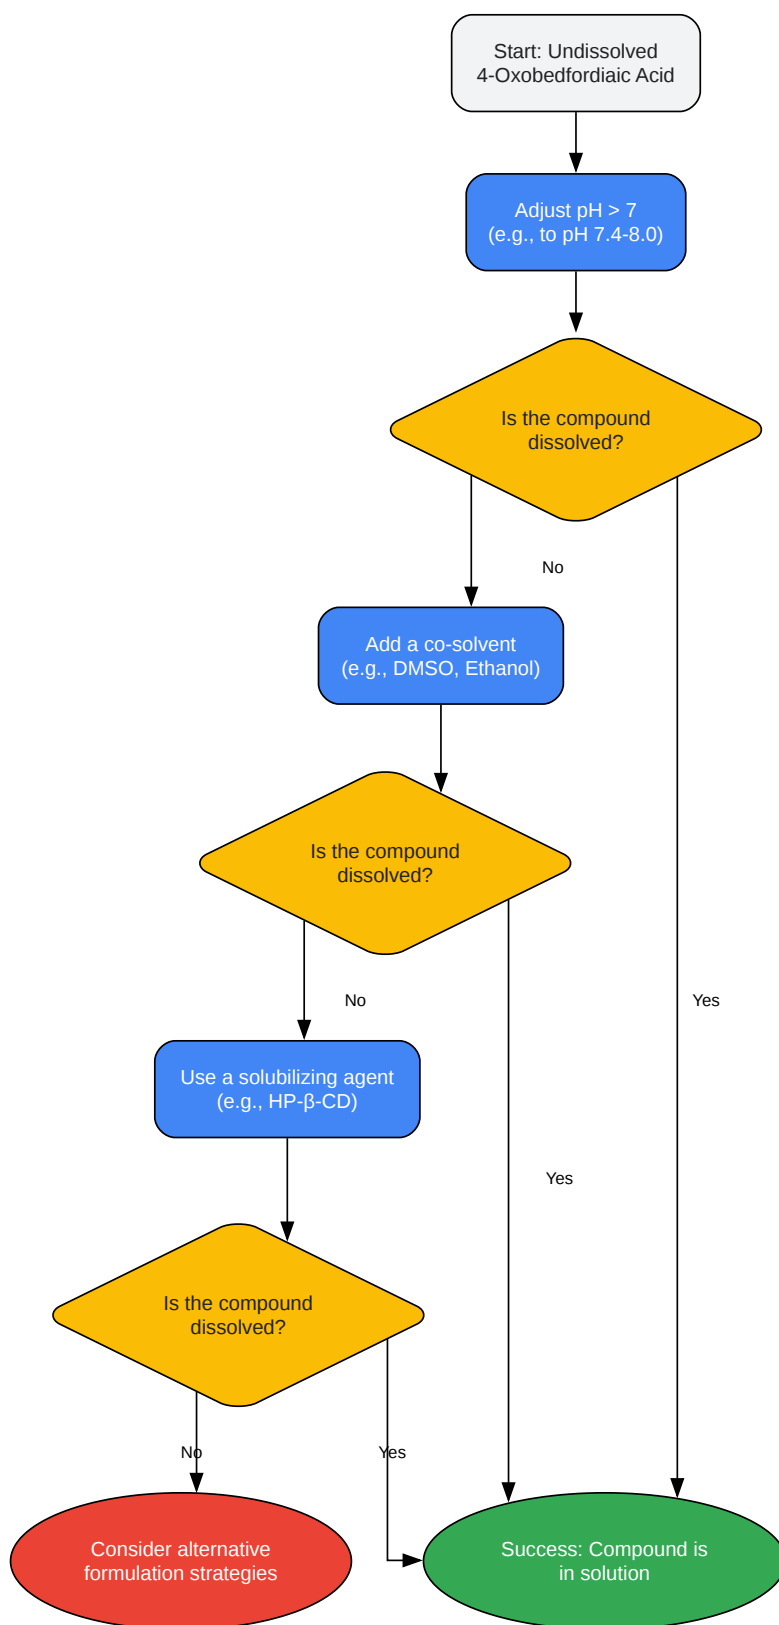 Start: Undissolved
4-Oxobedfordiaic Acid
Adjust pH > 7
(e.g., to pH 7.4-8.0)
Is the compound
dissolved?
No
Add a co-solvent
(e.g., DMSO, Ethanol)
Is the compound
dissolved?
No
Yes
Use a solubilizing agent
(e.g., HP-β-CD)
Yes
Is the compound
dissolved?
No
Yes
Consider alternative
formulation strategies
Success: Compound is
in solution